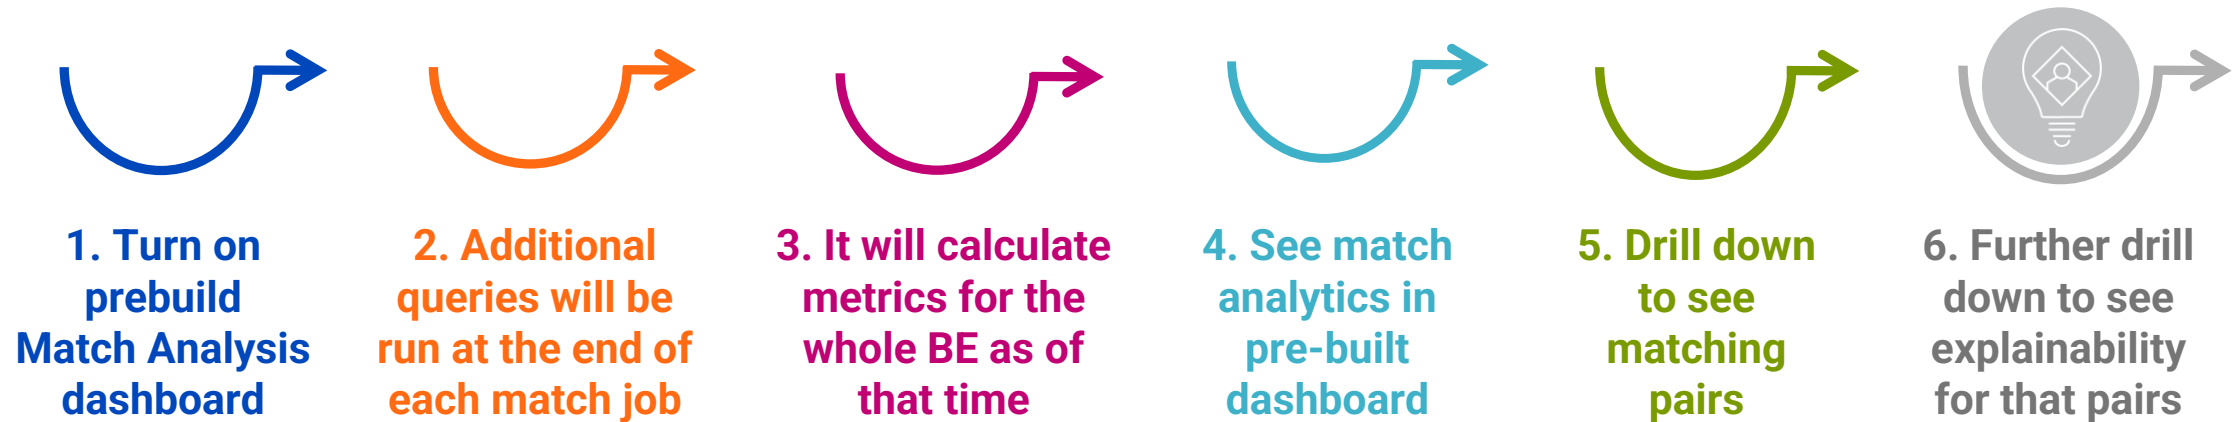 1. Turn on
prebuild
Match Analysis
dashboard
2. Additional
queries will be
run at the end of
each match job
3. It will calculate
metrics for the
whole BE as of
that time
4. See match
analytics in
pre-built
dashboard
5. Drill down
to see
matching
pairs
6. Further drill
down to see
explainability
for that pairs